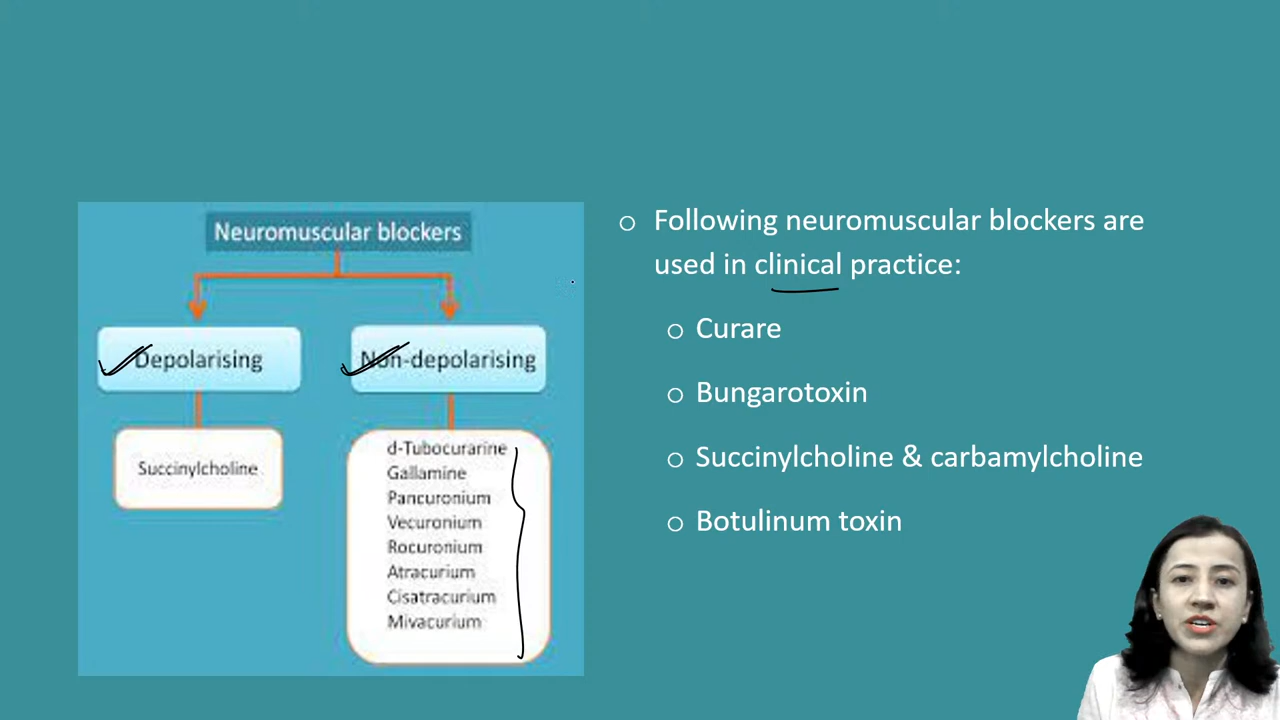 Neuromuscular blockers
Depolarising
Non-depolarising
Succinylcholine
d-Tubocurarine
Gallamine
Pancuronium
Vecuronium
Rocuronium
Atracurium
Cisatracurium
Mivacurium
○ Following neuromuscular blockers are
used in clinical practice:
○ Curare
○ Bungarotoxin
○ Succinylcholine & carbamylcholine
○ Botulinum toxin